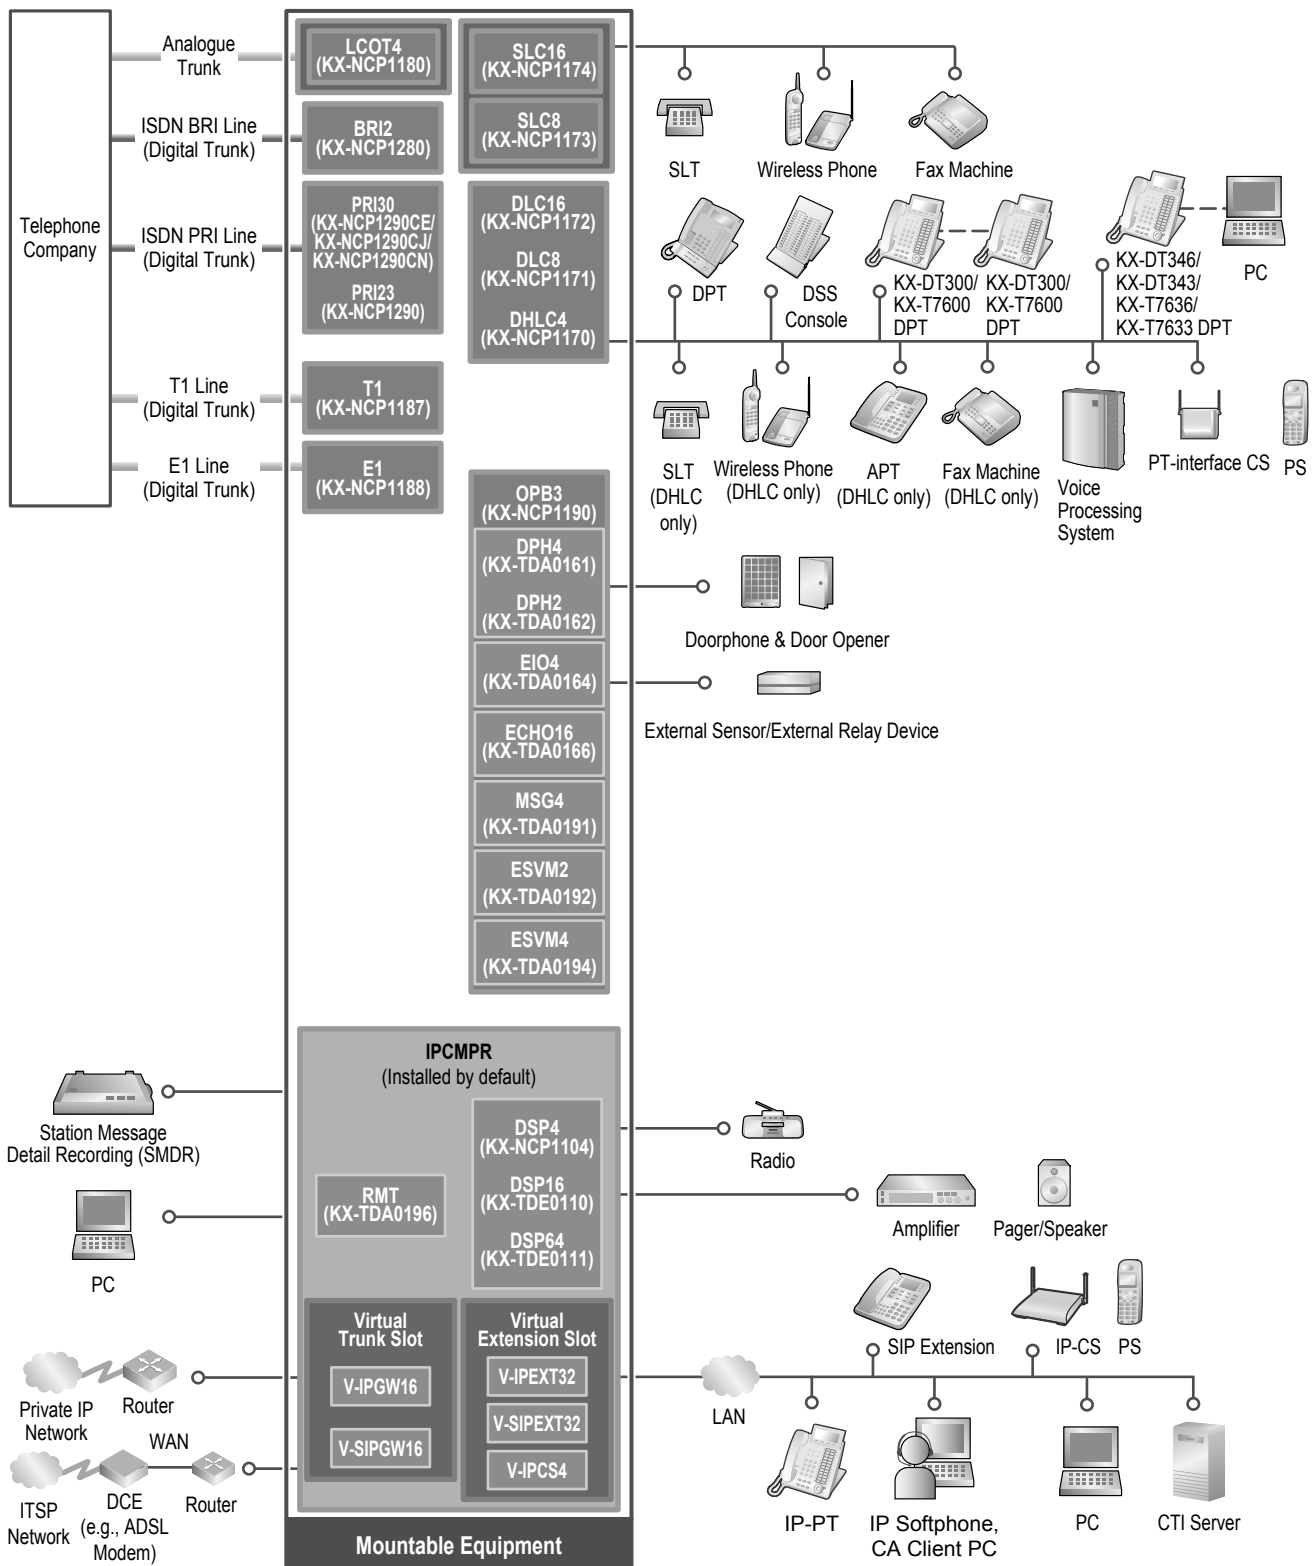 Telephone
Company
Analogue
Trunk
ISDN BRI Line
(Digital Trunk)
ISDN PRI Line
(Digital Trunk)
T1 Line
(Digital Trunk)
E1 Line
(Digital Trunk)
LCOT4
(KX-NCP1180)
BRI2
(KX-NCP1280)
PRI30
(KX-NCP1290CE/
KX-NCP1290CJ/
KX-NCP1290CN)
PRI23
(KX-NCP1290)
T1
(KX-NCP1187)
E1
(KX-NCP1188)
SLC16
(KX-NCP1174)
SLC8
(KX-NCP1173)
DLC16
(KX-NCP1172)
DLC8
(KX-NCP1171)
DHLC4
(KX-NCP1170)
SLT
Wireless Phone
Fax Machine
DPT
DSS
Console
KX-DT300/
KX-T7600
DPT
KX-DT300/
KX-T7600
DPT
KX-DT346/
KX-DT343/
KX-T7636/
KX-T7633 DPT
PC
SLT
(DHLC
only)
Wireless Phone
(DHLC only)
APT
(DHLC only)
Fax Machine
(DHLC only)
Voice
Processing
System
PT-interface CS
PS
OPB3
(KX-NCP1190)
DPH4
(KX-TDA0161)
DPH2
(KX-TDA0162)
EIO4
(KX-TDA0164)
ECHO16
(KX-TDA0166)
MSG4
(KX-TDA0191)
ESVM2
(KX-TDA0192)
ESVM4
(KX-TDA0194)
Doorphone & Door Opener
External Sensor/External Relay Device
IPCMPR
(Installed by default)
Station Message
Detail Recording (SMDR)
PC
RMT
(KX-TDA0196)
DSP4
(KX-NCP1104)
DSP16
(KX-TDE0110)
DSP64
(KX-TDE0111)
Radio
Amplifier
Pager/Speaker
Virtual
Trunk Slot
V-IPGW16
V-SIPGW16
Virtual
Extension Slot
V-IPEXT32
V-SIPEXT32
V-IPCS4
Private IP
Network
Router
WAN
ITSP
Network
DCE
(e.g., ADSL
Modem)
Router
LAN
SIP Extension
IP-CS
PS
IP-PT
IP Softphone,
CA Client PC
PC
CTI Server
Mountable Equipment